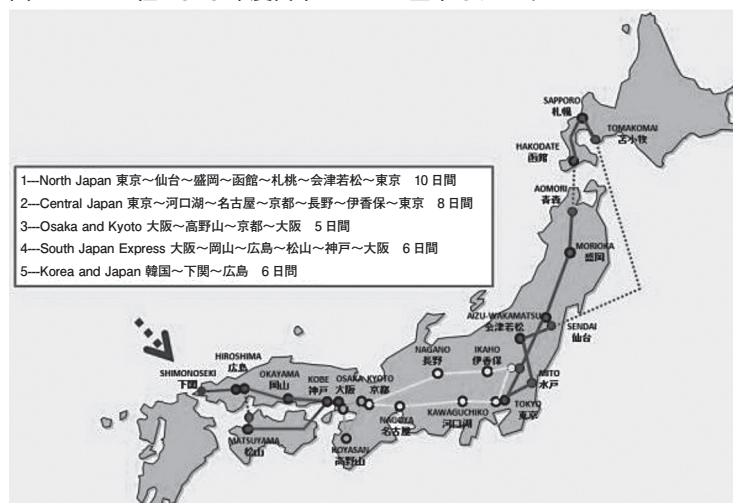 SAPPORO
札幌
TOMAKOMAI
苫小牧
HAKODATE
函館
AOMORI
青森
1---North Japan 東京～仙台～盛岡～函館～札桃～会津若松～東京 10日間
2---Central Japan 東京～河口湖～名古屋～京都～長野～伊香保～東京 8日間
3---Osaka and Kyoto 大阪～高野山～京都～大阪 5日間
4---South Japan Express 大阪～岡山～広島～松山～神戸～大阪 6日間
5---Korea and Japan 韓国～下関～広島 6日問
MORIOKA
盛岡
AIZU-WAKAMATSU
会津若松
SENDAI
仙台
NAGANO
長野
IKAHO
伊香保
MITO
水戸
HIROSHIMA
広島
SHIMONOSEKI
下関
OKAYAMA
岡山
KOBE
神戸
OSAKA
大阪
KYOTO
京都
TOKYO
東京
KAWAGUCHIKO
河口湖
NAGOYA
名古屋
MATSUYAMA
松山
KOYASAN
高野山